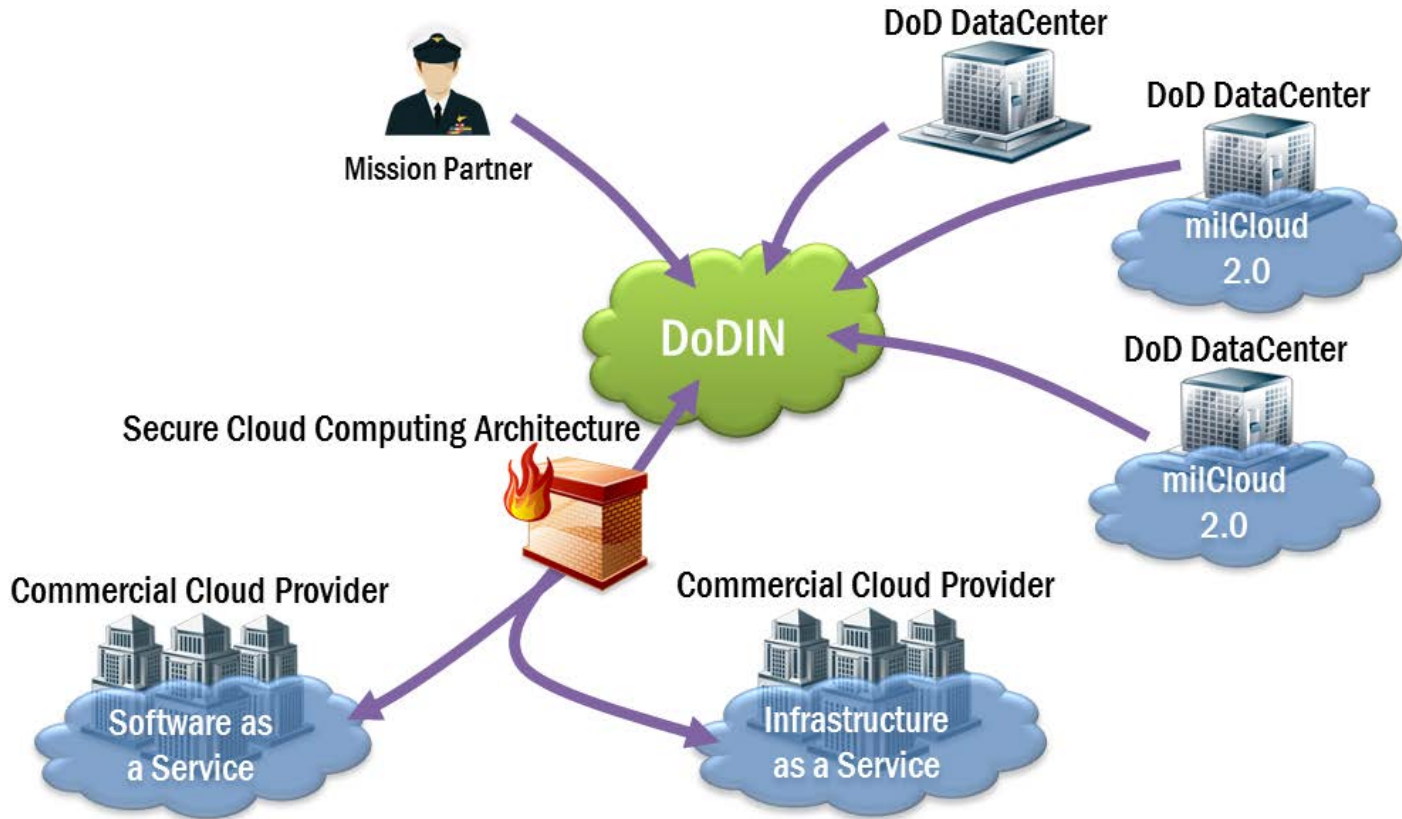 DoD DataCenter
DoD DataCenter
Mission Partner
milCloud
2.0
DoDIN
DoD DataCenter
Secure Cloud Computing Architecture
milCloud
2.0
Commercial Cloud Provider
Commercial Cloud Provider
Software as
a Service
Infrastructure
as a Service